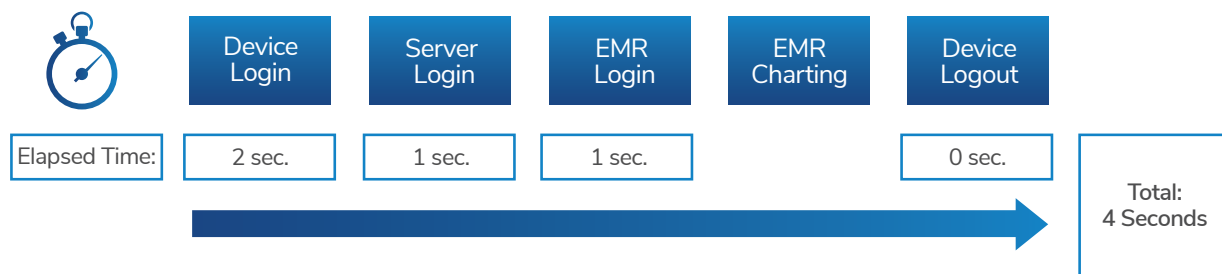 Device
Login
Server
Login
EMR
Login
EMR
Charting
Device
Logout
Elapsed Time:
2 sec.
1 sec.
1 sec.
0 sec.
Total:
4 Seconds